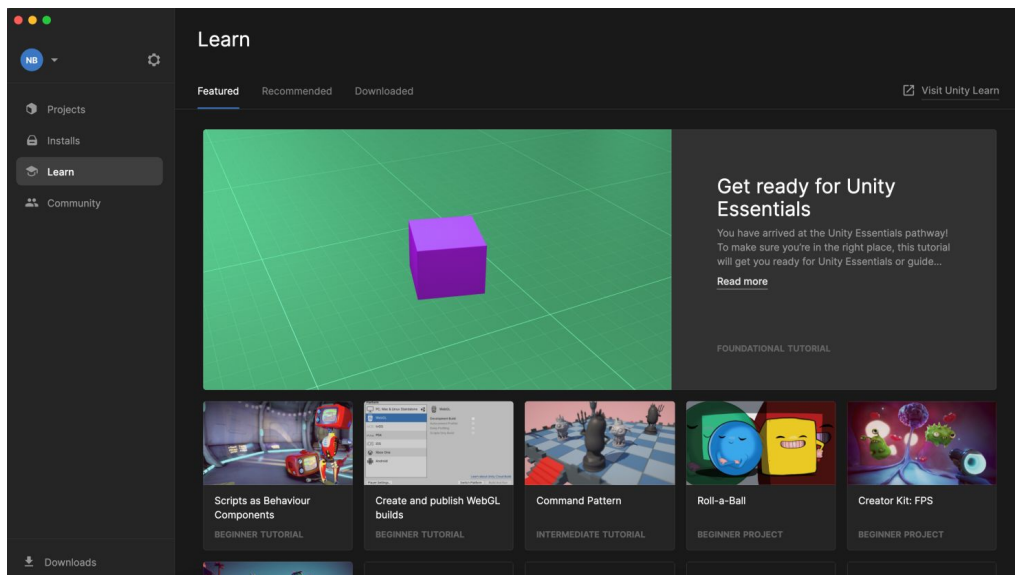 Learn
NB
Featured Recommended Downloaded
Visit Unity Learn
Projects
Installs
Learn
Community
Get ready for Unity
Essentials
You have arrived at the Unity Essentials pathway!
To make sure you're in the right place, this tutorial
will get you ready for Unity Essentials or guide...
Read more
FOUNDATIONAL TUTORIAL
Scripts as Behaviour
Components
BEGINNER TUTORIAL
WebGL
Android
Create and publish WebGL
builds
BEGINNER TUTORIAL
Command Pattern
INTERMEDIATE TUTORIAL
Roll-a-Ball
BEGINNER PROJECT
Creator Kit: FPS
BEGINNER PROJECT
Downloads